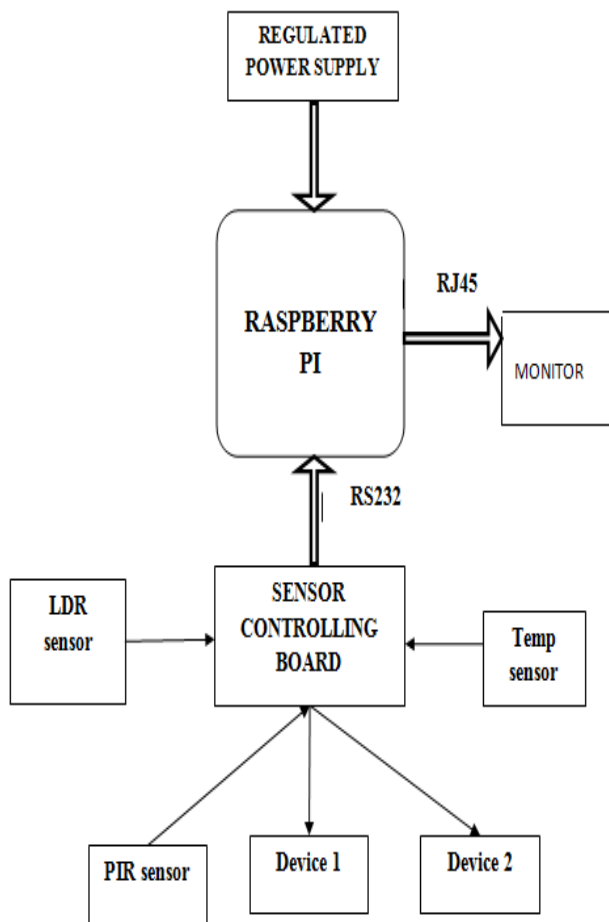 REGULATED
POWER SUPPLY
RASPBERRY
PI
RJ45
MONITOR
RS232
LDR
sensor
SENSOR
CONTROLLING
BOARD
Temp
sensor
PIR sensor
Device 1
Device 2